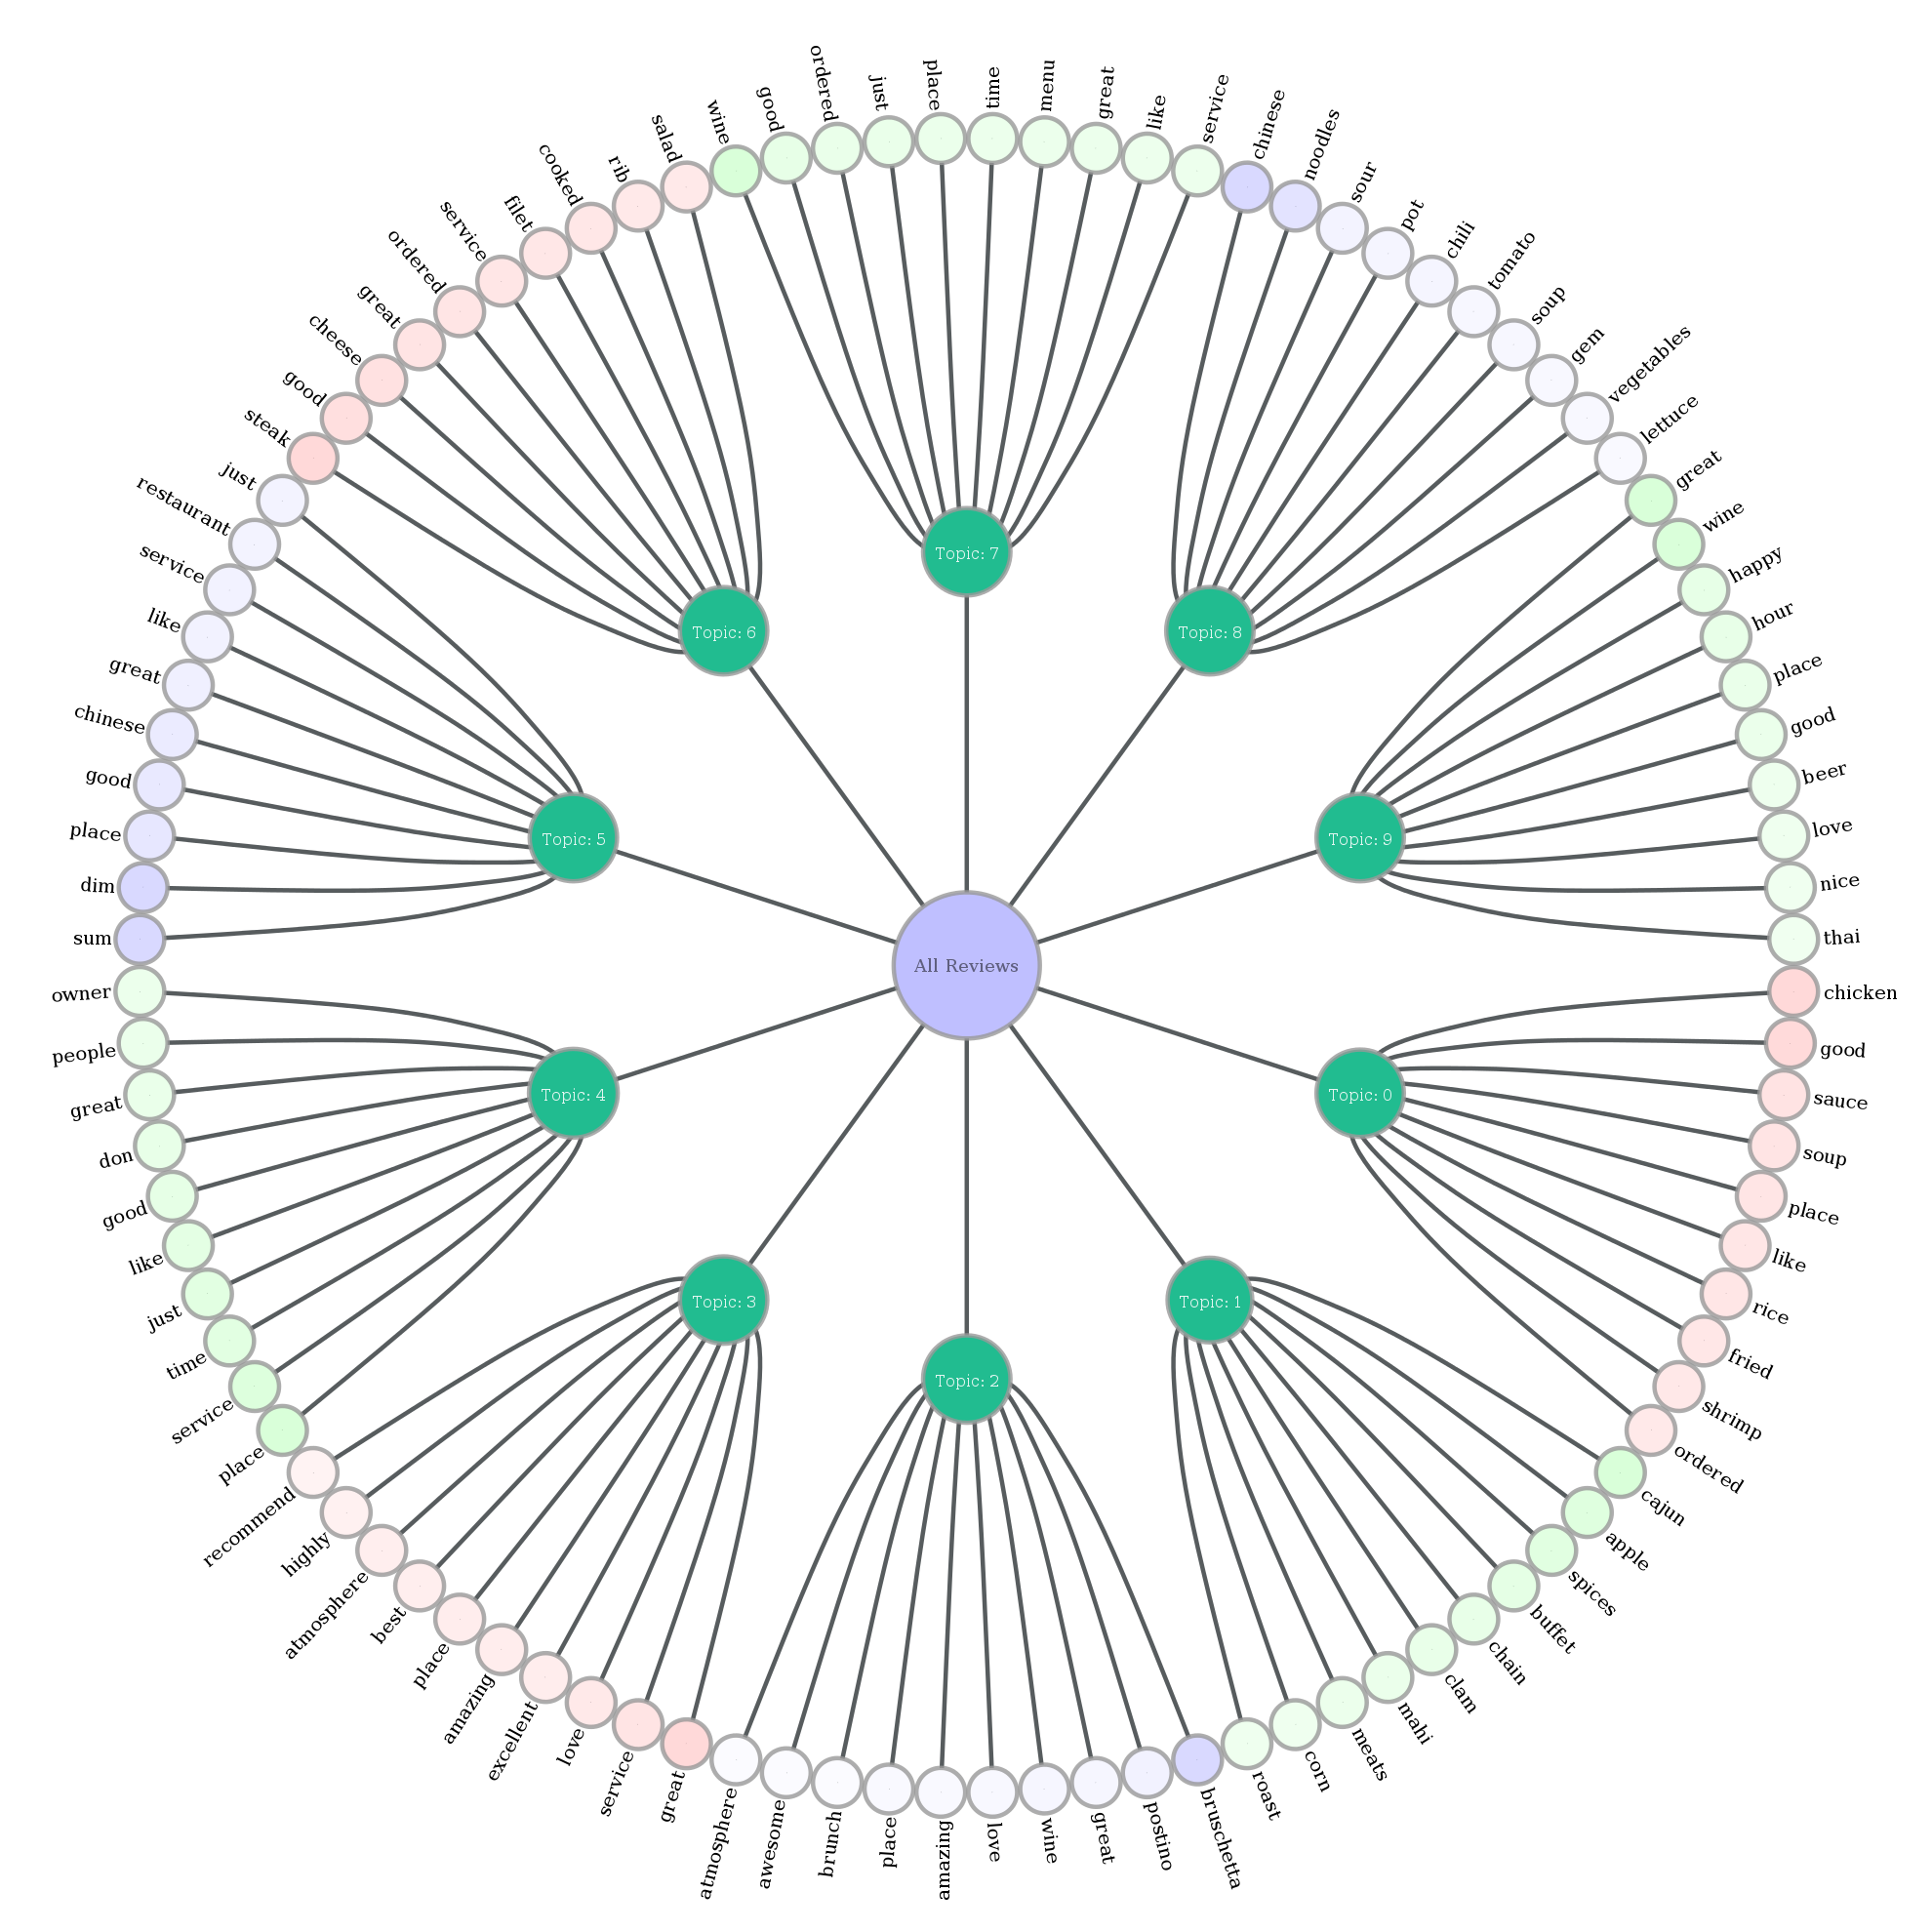 All Reviews
Topic: 0
chicken
good
sauce
soup
place
like
rice
fried
shrimp
ordered
Topic: 1
cajun
apple
spices
buffet
chain
clam
mahi
meats
corn
roast
Topic: 2
bruschetta
postino
great
wine
love
amazing
place
brunch
awesome
atmosphere
Topic: 3
great
service
love
excellent
amazing
place
best
atmosphere
highly
recommend
Topic: 4
place
service
time
just
like
good
don
great
people
owner
Topic: 5
sum
dim
place
good
chinese
great
like
service
restaurant
just
Topic: 6
steak
good
cheese
great
ordered
service
filet
cooked
rib
salad
Topic: 7
wine
good
ordered
just
place
time
menu
great
like
service
Topic: 8
chinese
noodles
sour
pot
chili
tomato
soup
gem
vegetables
lettuce
Topic: 9
great
wine
happy
hour
place
good
beer
love
nice
thai